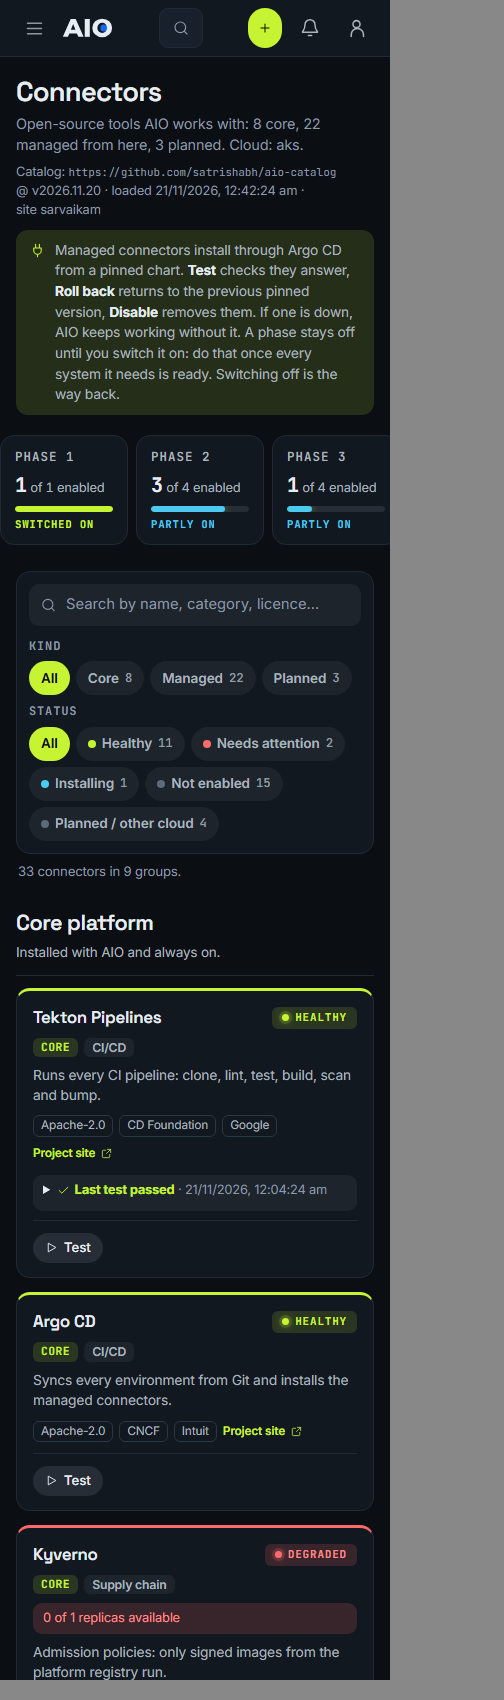 AIO
+
Connectors
Open-source tools AIO works with: 8 core, 22
managed from here, 3 planned. Cloud: aks.
Catalog: https://github.com/satrishabh/aio-catalog
@ v2026.11.20 · loaded 21/11/2026, 12:42:24 am ·
site sarvaikam
Managed connectors install through Argo CD
from a pinned chart. Test checks they answer,
Roll back returns to the previous pinned
version, Disable removes them. If one is down,
AIO keeps working without it. A phase stays off
until you switch it on: do that once every
system it needs is ready. Switching off is the
way back.
PHASE 1
1 of 1 enabled
SWITCHED ON
PHASE 2
3 of 4 enabled
PARTLY ON
PHASE 3
1 of 4 enabled
PARTLY ON
Search by name, category, licence...
KIND
All Core 8 Managed 22 Planned 3
STATUS
All Healthy 11 Needs attention 2
Installing 1 Not enabled 15
Planned / other cloud 4
33 connectors in 9 groups.
Core platform
Installed with AIO and always on.
Tekton Pipelines HEALTHY
CORE CI/CD
Runs every CI pipeline: clone, lint, test, build, scan
and bump.
Apache-2.0 CD Foundation Google
Project site
Last test passed · 21/11/2026, 12:04:24 am
Test
Argo CD HEALTHY
CORE CI/CD
Syncs every environment from Git and installs the
managed connectors.
Apache-2.0 CNCF Intuit Project site
Test
Kyverno DEGRADED
CORE Supply chain
0 of 1 replicas available
Admission policies: only signed images from the
platform registry run.